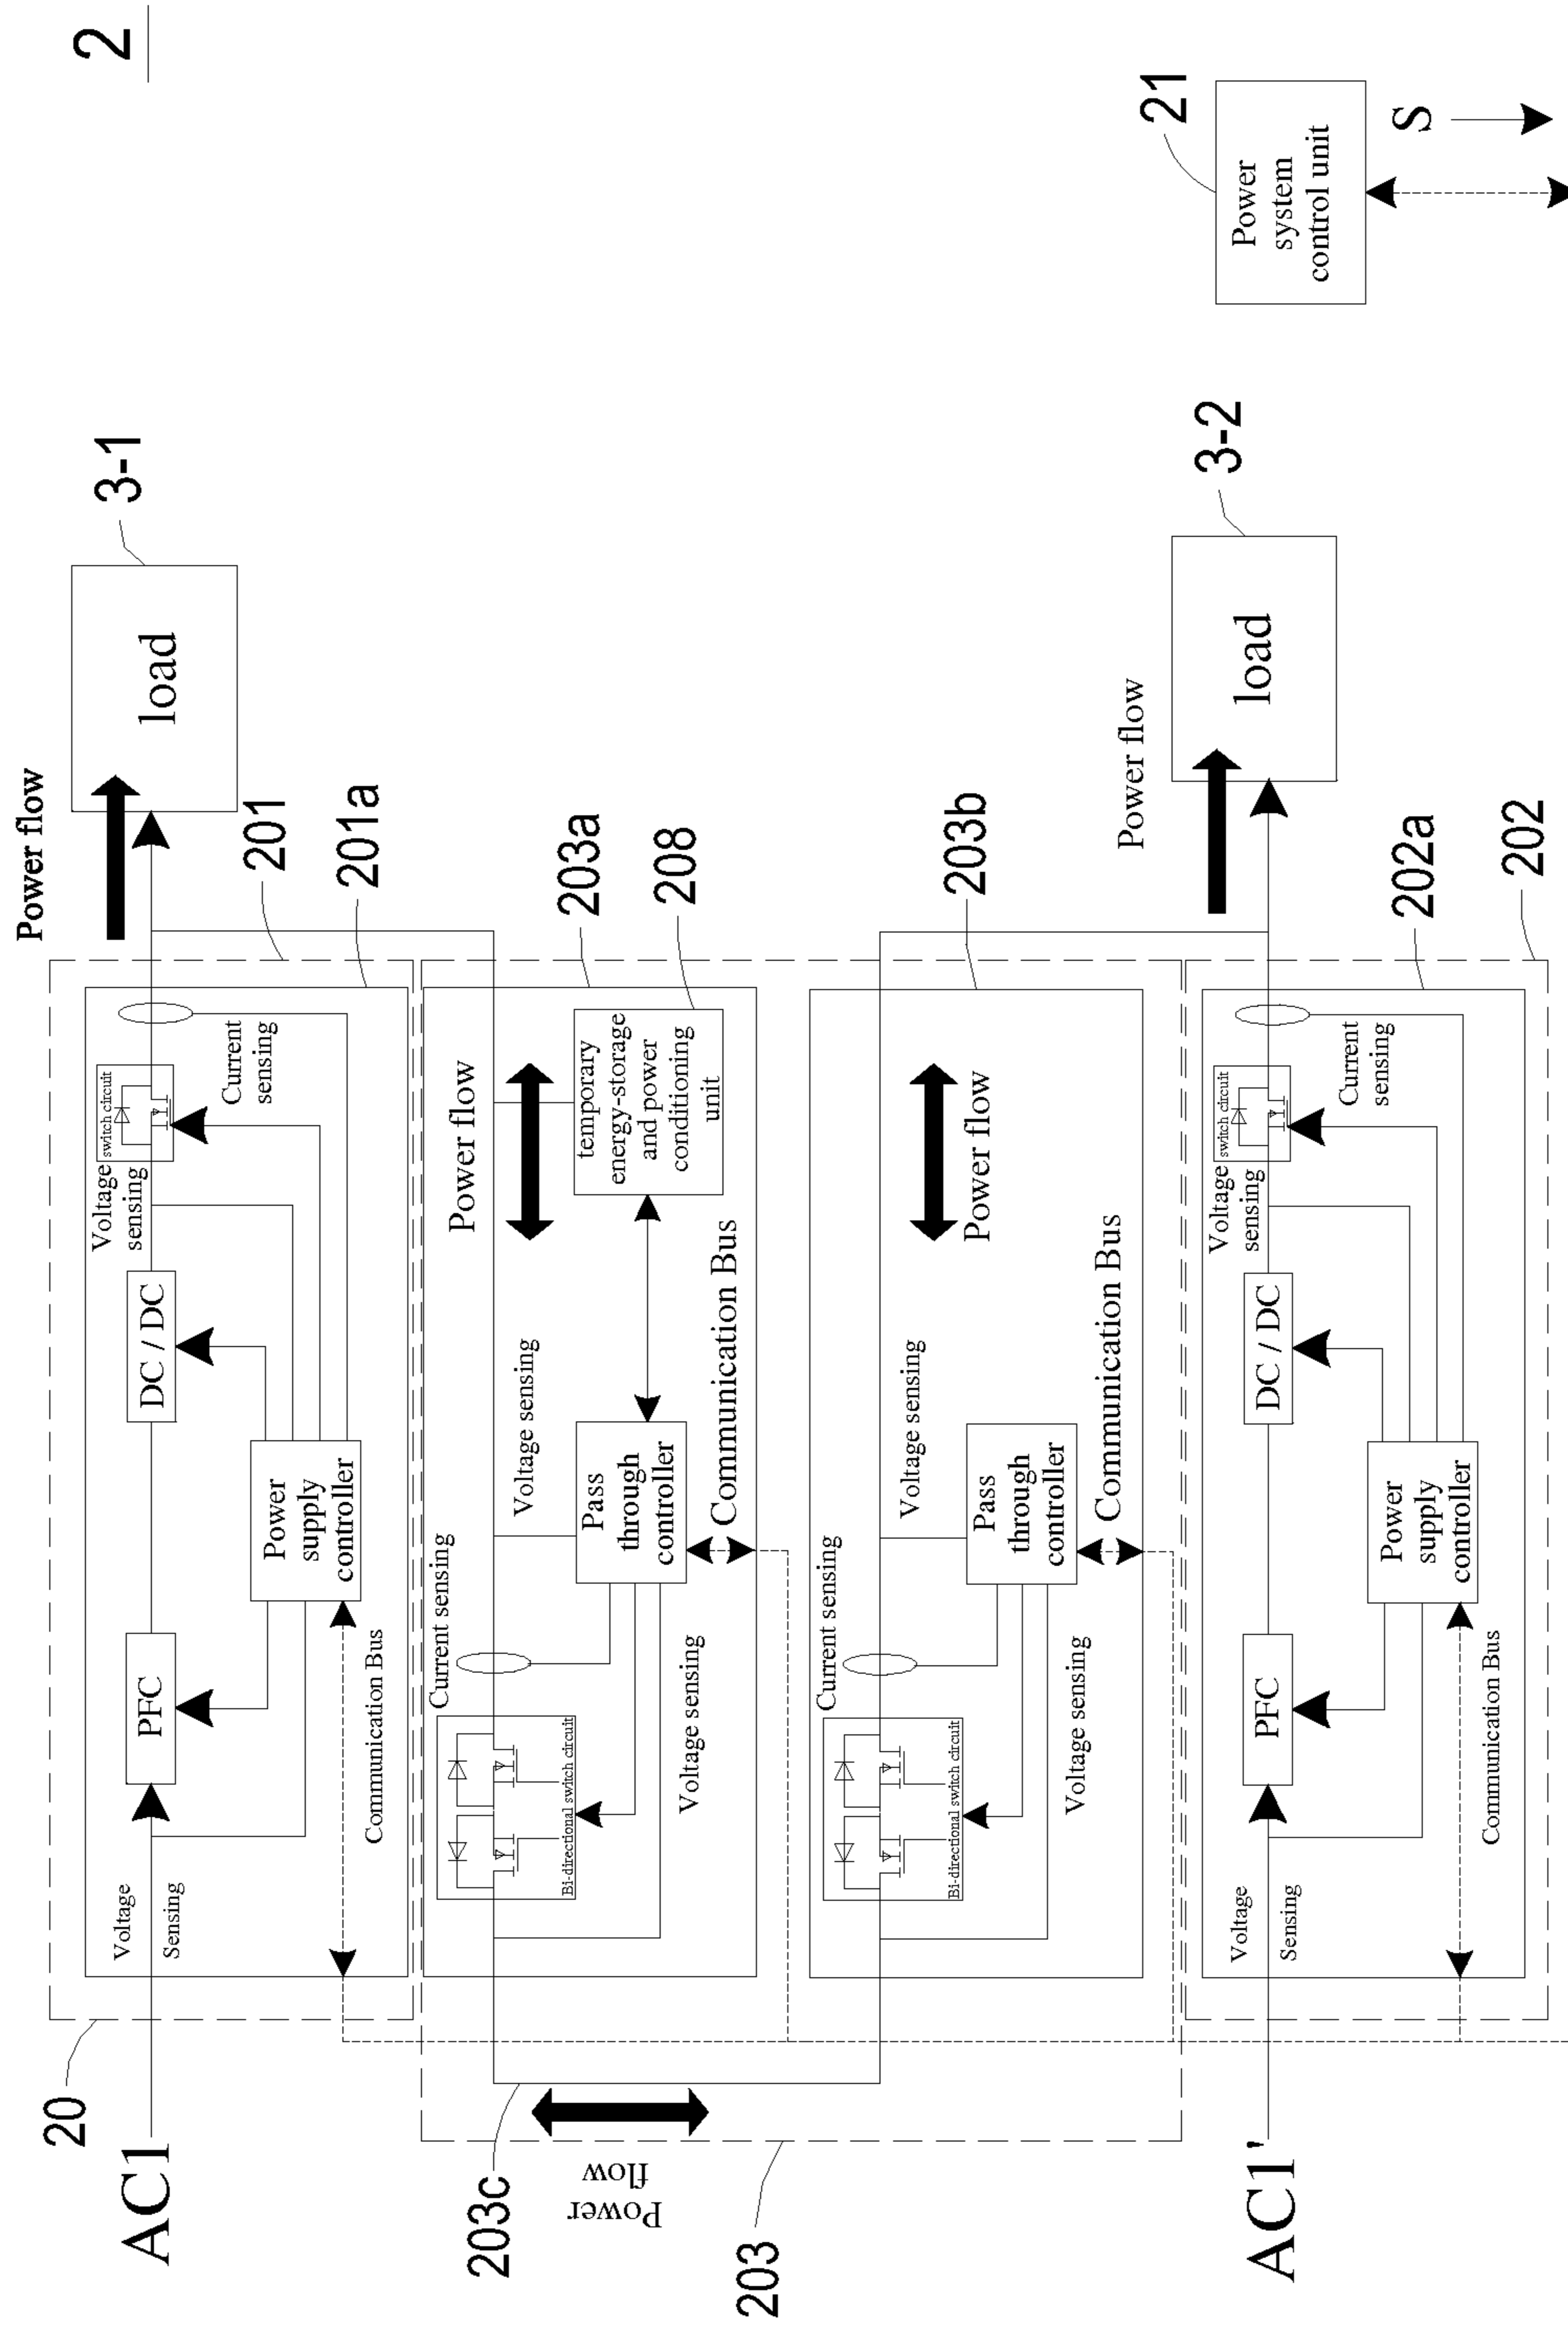 2
Power flow
3-1
load
201
201a
AC1
20
Voltage
Sensing
PFC
DC / DC
Voltage
sensing
switch circuit
Current
sensing
Power
supply
controller
Communication Bus
203a
208
Current sensing
Voltage sensing
Power flow
Bi-directional switch circuit
Pass
through
controller
temporary
energy-storage
and power
conditioning
unit
Voltage sensing
Communication Bus
203c
Power
flow
203
203b
Current sensing
Voltage sensing
Power flow
Bi-directional switch circuit
Pass
through
controller
Voltage sensing
Communication Bus
Power flow
3-2
load
21
Power
system
control unit
S
AC1'
Voltage
Sensing
PFC
DC / DC
Voltage
sensing
switch circuit
Current
sensing
Power
supply
controller
Communication Bus
202a
202